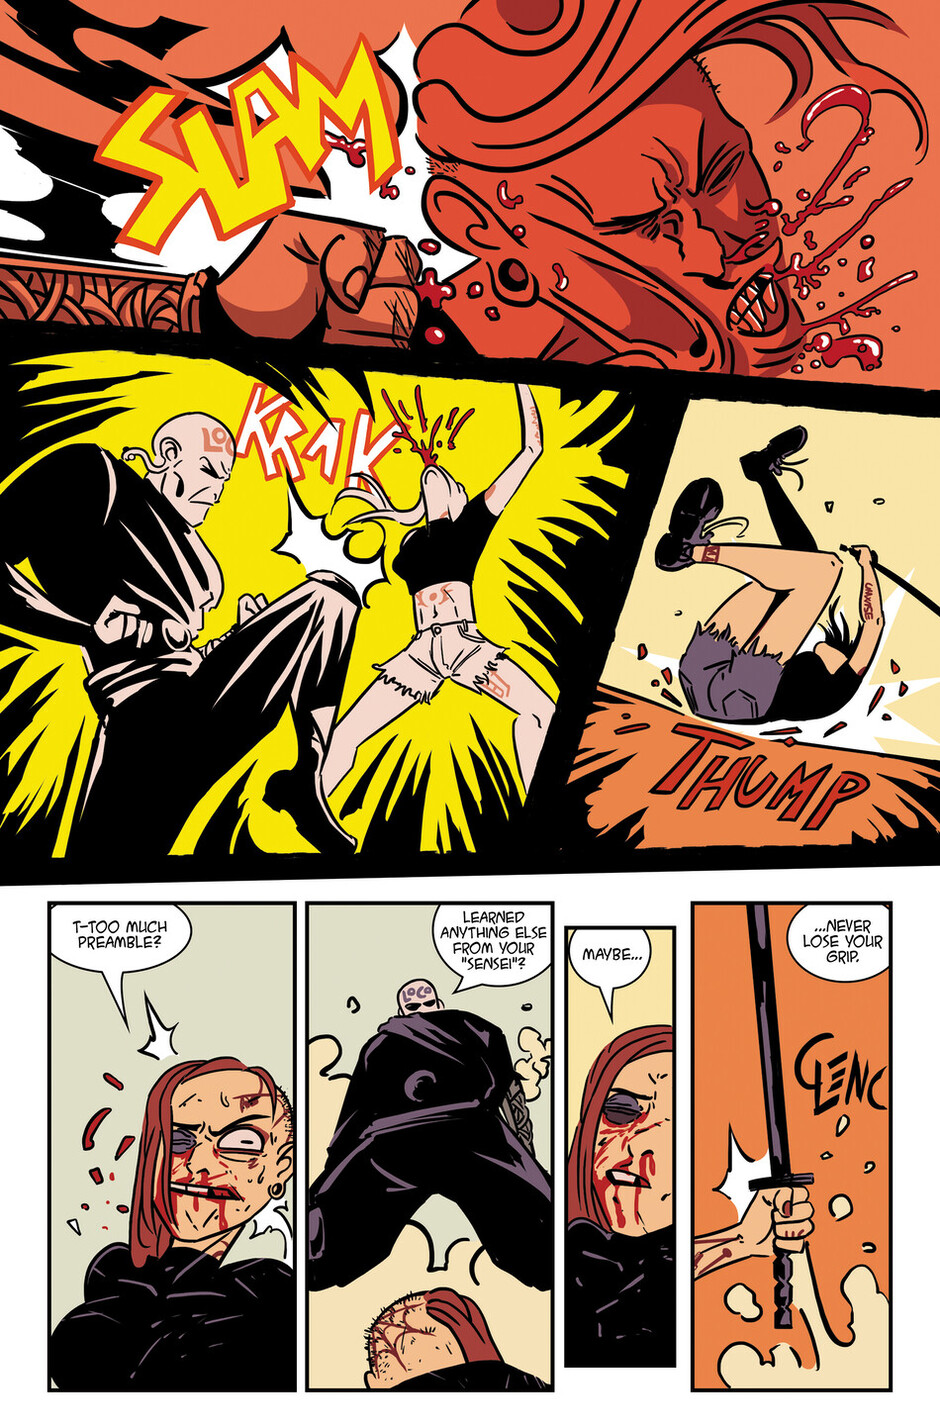 SLAM
LOC
KRAK
THUMP
T-TOO MUCH
PREAMBLE?
LEARNED
ANYTHING ELSE
FROM YOUR
"SENSEI"?
LOCO
MAYBE...
...NEVER
LOSE YOUR
GRIP.
CLENC